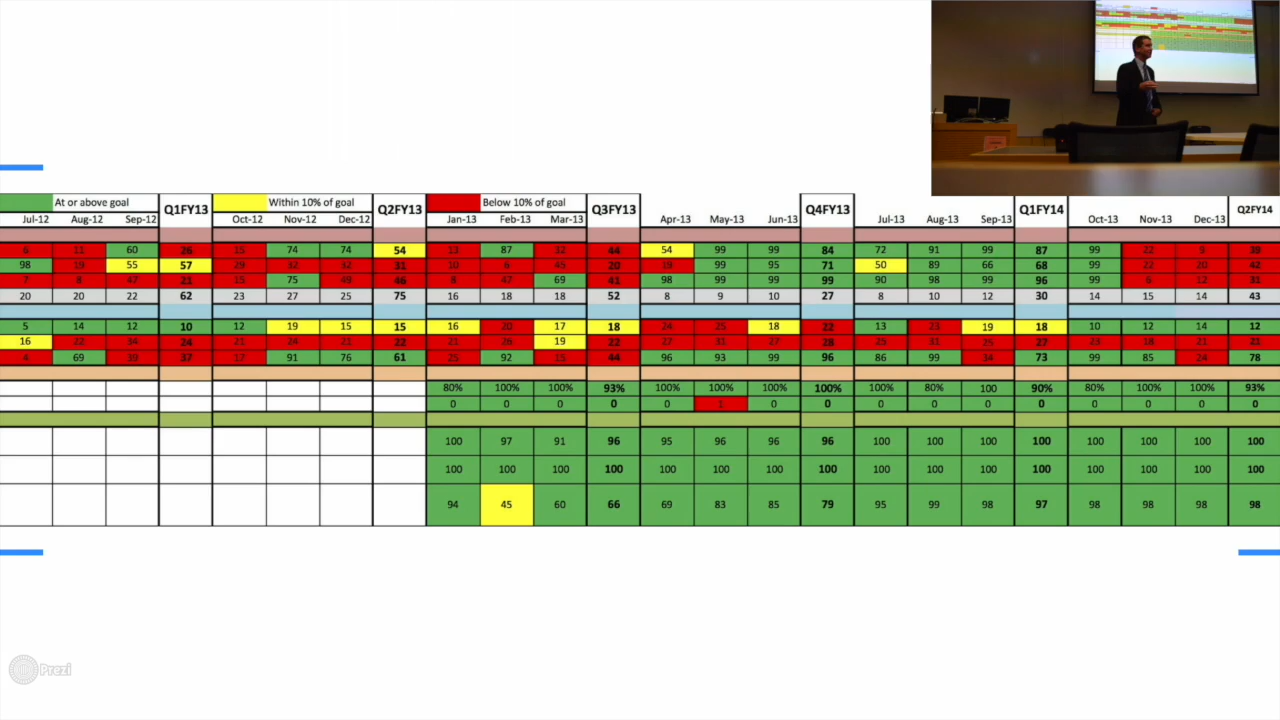 At or above goal Q1FY13 Within 10% of goal Q2FY13 Below 10% of goal Q3FY13 Q4FY13 Q1FY14 Q2FY14
Jul-12 Aug-12 Sep-12 Oct-12 Nov-12 Dec-12 Jan-13 Feb-13 Mar-13 Apr-13 May-13 Jun-13 Jul-13 Aug-13 Sep-13 Oct-13 Nov-13 Dec-13
11 60 26 15 74 74 54 13 87 32 44 54 99 99 84 72 91 99 87 99 22 9 39
98 19 55 57 29 32 32 31 10 6 45 20 19 99 95 71 50 89 66 68 99 22 20 42
7 8 47 21 15 75 49 46 8 47 69 41 98 99 99 99 90 98 99 96 99 6 12 31
20 20 22 62 23 27 25 75 16 18 18 52 8 9 10 27 8 10 12 30 14 15 14 43
5 14 12 10 12 19 15 15 16 20 17 18 24 25 18 22 13 23 19 18 10 12 14 12
16 22 34 24 21 24 21 22 21 26 19 22 27 31 27 28 25 31 25 27 23 18 21 21
4 69 39 37 17 91 76 61 25 92 15 44 96 93 99 96 86 99 34 73 99 85 24 78
80% 100% 100% 93% 100% 100% 100% 100% 100% 80% 100 90% 80% 100% 100% 93%
0 0 0 0 0 1 0 0 0 0 0 0 0 0 0 0
100 97 91 96 95 96 96 96 100 100 100 100 100 100 100 100
100 100 100 100 100 100 100 100 100 100 100 100 100 100 100 100
94 45 60 66 69 83 85 79 99 99 98 97 98 98 98 98
Prezi